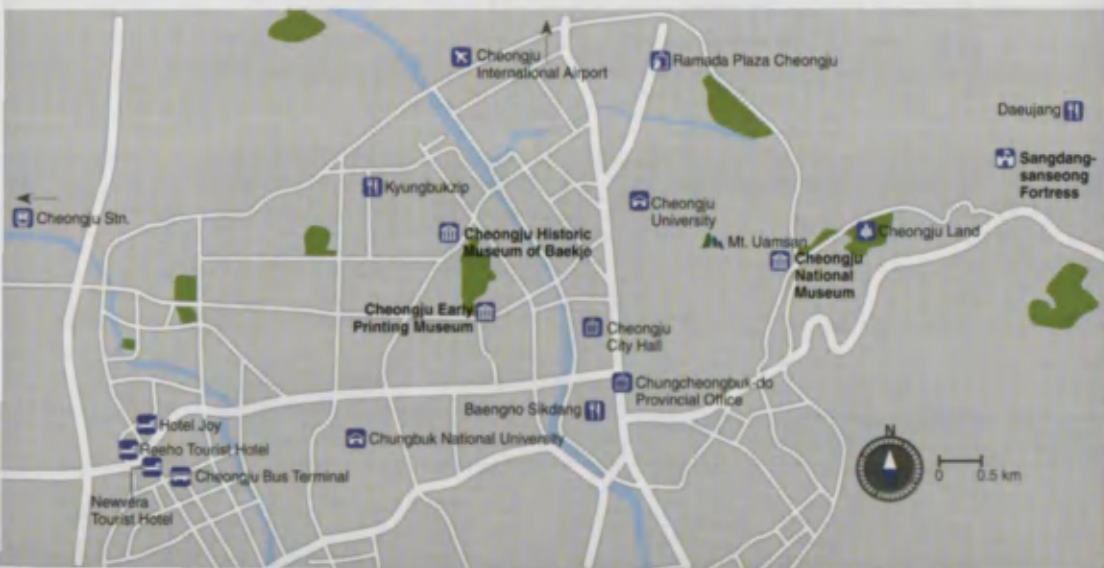 Cheongju
International Airport
Ramada Plaza Cheongju
Daeujang
Sangdang-
sanseong
Fortress
Kyungbukzip
Cheongju
University
Cheongju Stn.
Cheongju Historic
Museum of Baekje
Mt. Uamsan
Cheongju Land
Cheongju
National
Museum
Cheongju Early
Printing Museum
Cheongju
City Hall
Chungcheongbuk-do
Provincial Office
Baengno Sikdang
Hotel Joy
Reeho Tourist Hotel
Chungbuk National University
Cheongju Bus Terminal
Newvera
Tourist Hotel
N
0 0.5 km